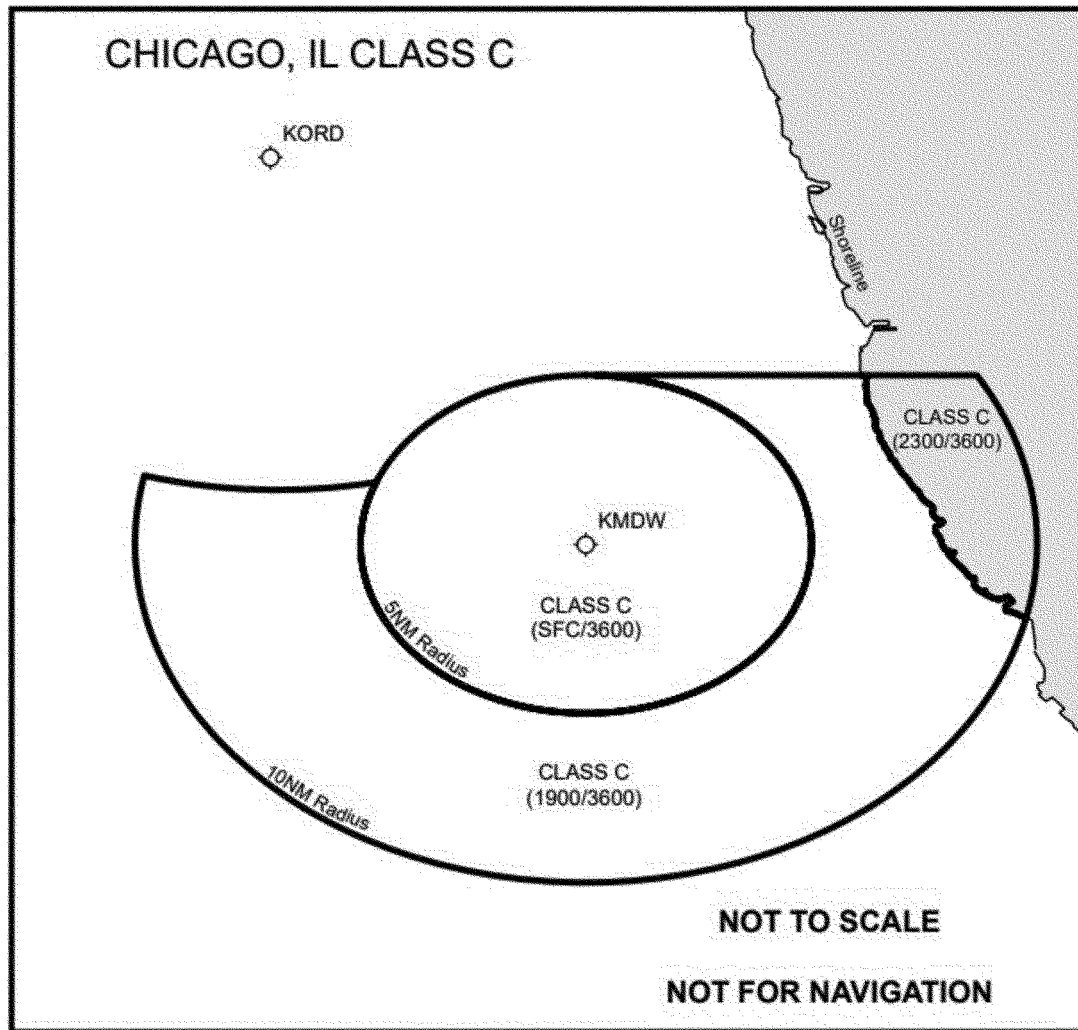 CHICAGO, IL CLASS C
KORD
Shoreline
CLASS C
(2300/3600)
KMDW
CLASS C
(SFC/3600)
5NM Radius
CLASS C
(1900/3600)
10NM Radius
NOT TO SCALE
NOT FOR NAVIGATION